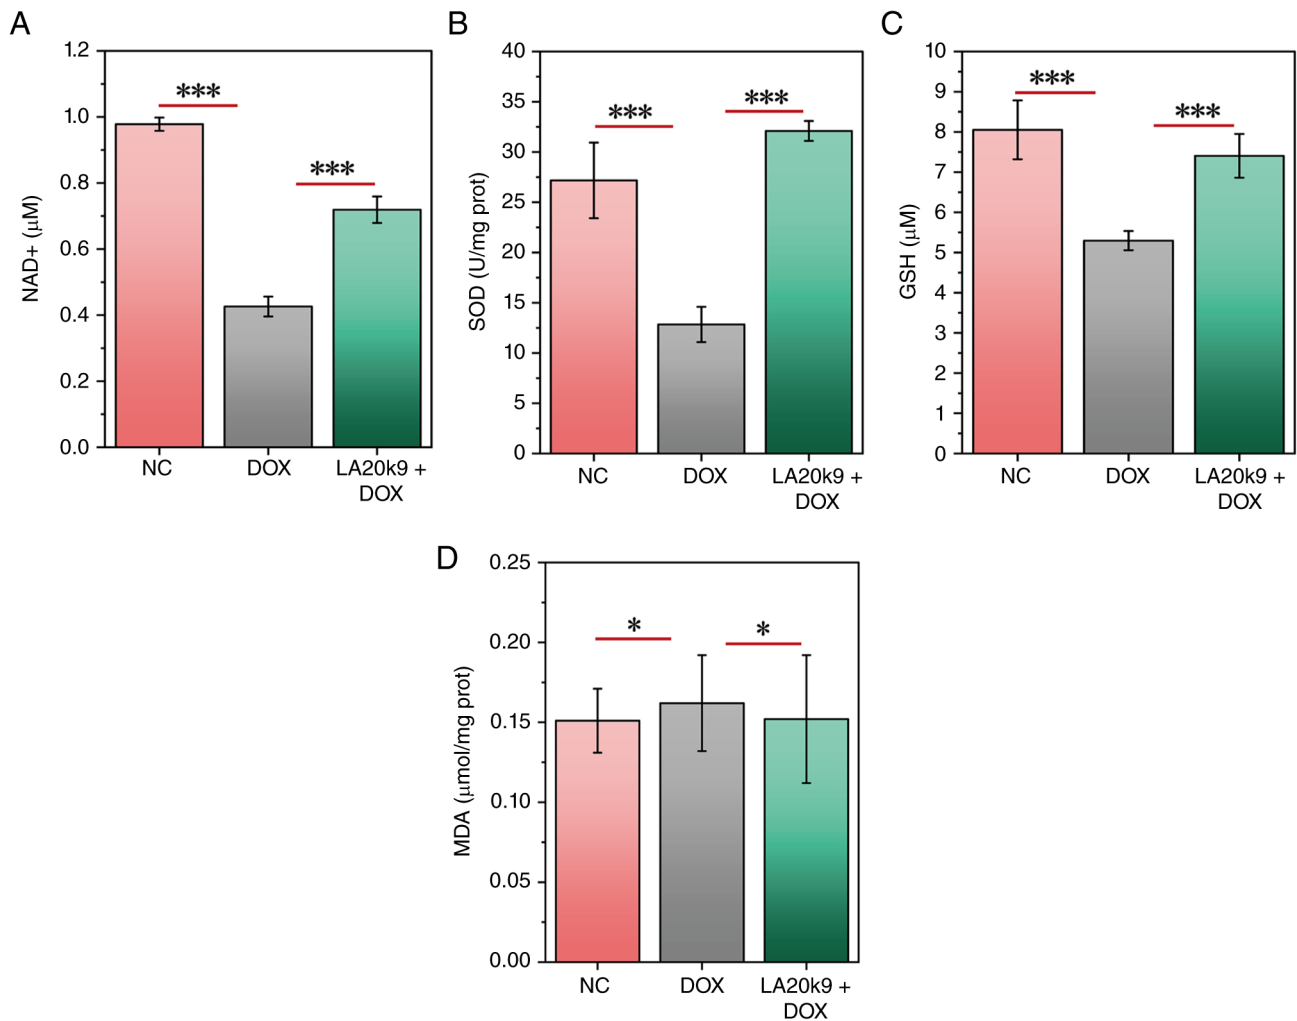 A
NAD+ (μM)
1.2
1.0
0.8
0.6
0.4
0.2
0.0
***
***
NC
DOX
LA20k9 +
DOX
B
SOD (U/mg prot)
40
35
30
25
20
15
10
5
0
***
***
NC
DOX
LA20k9 +
DOX
C
GSH (μM)
10
9
8
7
6
5
4
3
2
1
0
***
***
NC
DOX
LA20k9 +
DOX
D
MDA (μmol/mg prot)
0.25
0.20
0.15
0.10
0.05
0.00
*
*
NC
DOX
LA20k9 +
DOX